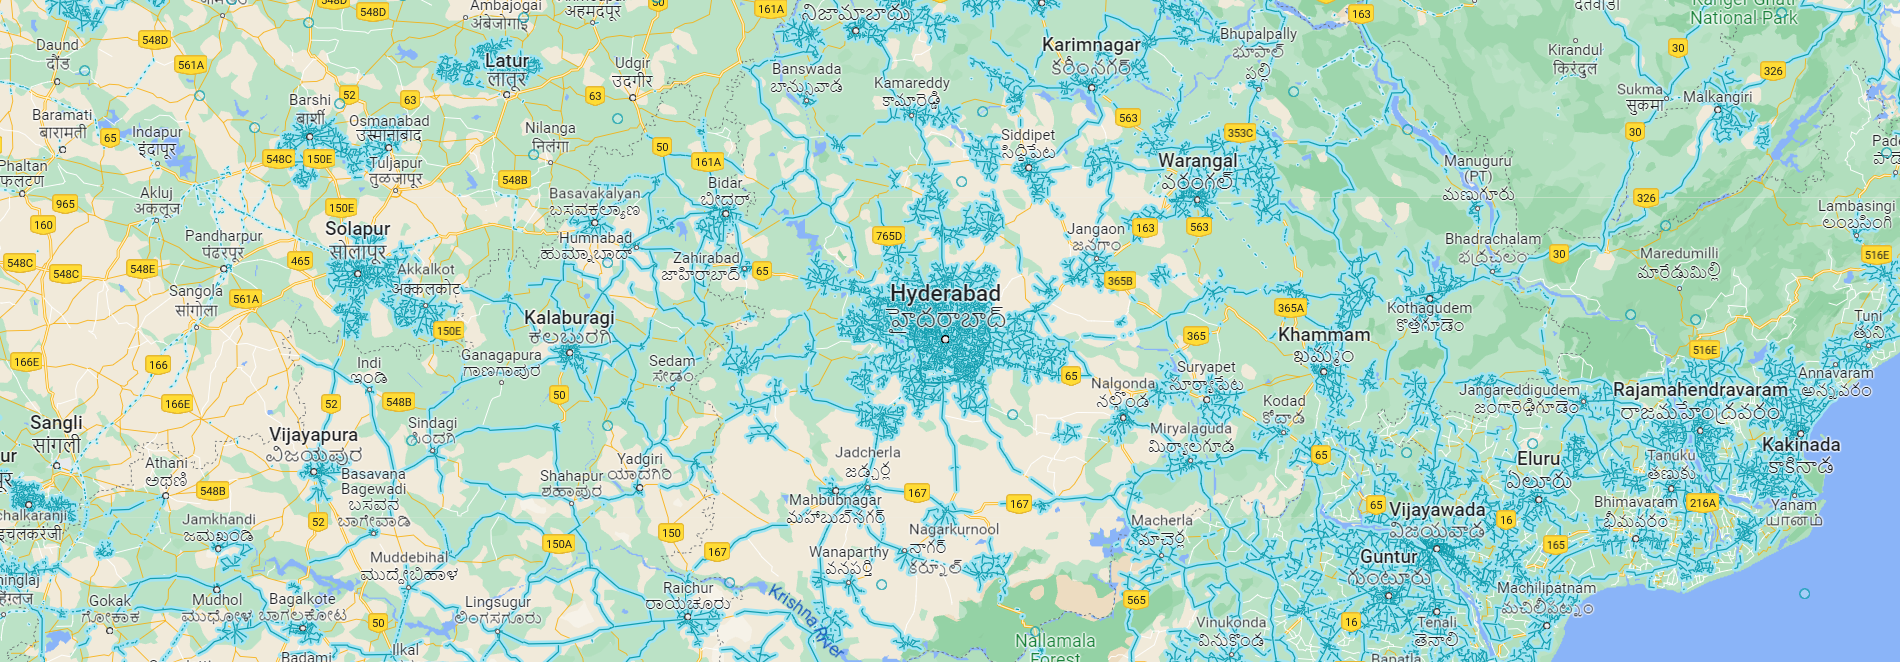 Daund
दौंड
548D
548D
548D
561A
Ambajogai
अंबेजोगाई
अहमदपूर
50
161A
నిజామాబాదు
Latur
लातूर
Udgir
उदगीर
63
63
Barshi
बार्शी
52
Osmanabad
उस्मानाबाद
Baramati
बारामती
65
Indapur
इंदापूर
548C
150E
Tuljapur
तुळजापूर
Nilanga
निलंगा
50
161A
Banswada
బాన్సువాడ
Kamareddy
కామారెడ్డి
Karimnagar
కరీంనగర్
563
Siddipet
సిద్దిపేట
Bhupalpally
భూపాల్
పల్లి
163
353C
Warangal
వరంగల్
Kirandul
किरंदुल
Sukma
सुकमा
30
30
326
Malkangiri
National Park
Manuguru
(PT)
మణుగూరు
Phaltan
फलटण
965
160
Akluj
अकलूज
548B
150E
Solapur
सोलापूर
Pandharpur
पंढरपूर
Basavakalyan
ಬಸವಕಲ್ಯಾಣ
Bidar
ಬೀದರ
Humnabad
ಹುಮ್ನಾಬಾದ್
Zahirabad
జాహిరాబాద్
65
765D
Jangaon
జనగాం
163
563
365B
326
Lambasingi
లంబసింగి
Bhadrachalam
భద్రాచలం
30
Maredumilli
మారేడుమిల్లి
516E
548C
548C
548E
465
Akkalkot
अक्कलकोट
Sangola
सांगोला
561A
150E
Kalaburagi
ಕಲಬುರಗಿ
Hyderabad
హైదరాబాద్
365A
Khammam
ఖమ్మం
Kothagudem
కొత్తగూడెం
Tuni
తుని
516E
166E
166
Indi
ಇಂಡಿ
Ganagapura
ಗಾಣಗಾಪುರ
Sedam
ಸೇಡಂ
365
Suryapet
సూర్యాపేట
65
Nalgonda
నల్గొండ
Kodad
కోదాడ
Jangareddigudem
జంగారెడ్డిగూడెం
Rajamahendravaram
రాజమహేంద్రవరం
Annavaram
అన్నవరం
Sangli
सांगली
166E
52
548B
50
Vijayapura
ವಿಜಯಪುರ
Sindagi
ಸಿಂದಗಿ
Athani
ಅಥಣಿ
548B
Basavana
Bagewadi
ಬಸವನ
ಬಾಗೇವಾಡಿ
Shahapur
ಶಹಾಪುರ
Yadgiri
ಯಾದಗಿರಿ
Jadcherla
జడ్చర్ల
Mahbubnagar
మహబూబ్‌నగర్
167
167
Miryalaguda
మిర్యాలగూడ
65
Eluru
ఏలూరు
Tanuku
తణుకు
Kakinada
కాకినాడ
Bhimavaram
భీమవరం
216A
Yanam
யானம்
chalkaranji
इचलकरंजी
Jamkhandi
ಜಮಖಂಡಿ
52
Muddebihal
ಮುದ್ದೇಬಿಹಾಳ
150A
150
167
Nagarkurnool
నాగర్
కర్నూల్
Wanaparthy
వనపర్తి
Macherla
మాచెర్ల
65
Vijayawada
విజయవాడ
16
165
Guntur
గుంటూరు
Machilipatnam
మచిలీపట్నం
Gokak
ಗೋಕಾಕ
Mudhol
ಮುಧೋಳ
Bagalkote
ಬಾಗಲಕೋಟೆ
50
Lingsugur
ಲಿಂಗಸಗೂರು
Raichur
ರಾಯಚೂರು
Krishna River
565
Vinukonda
వినుకొండ
16
Tenali
తెనాలి
Nallamala
Forest
Badami
Ilkal
Bapatla